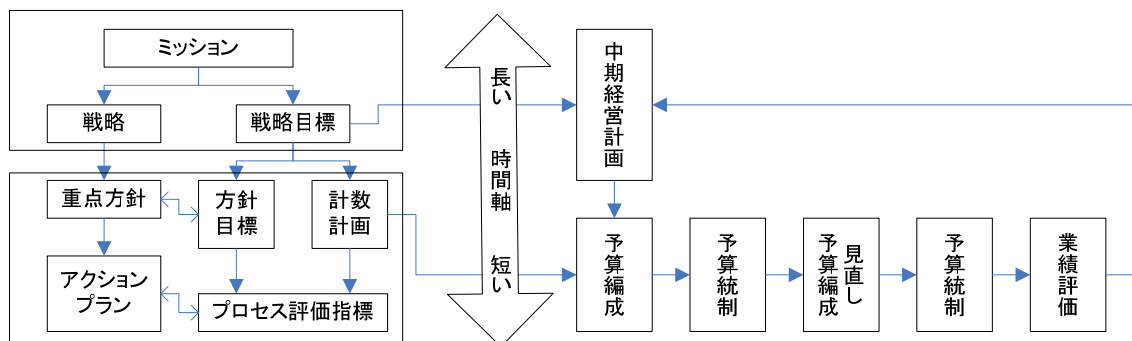 ミッション
戦略
戦略目標
重点方針
方針
目標
計数
計画
アクション
プラン
プロセス評価指標
長い
時間軸
短い
中期経営計画
予算編成
予算統制
見直し
予算編成
予算統制
業績評価